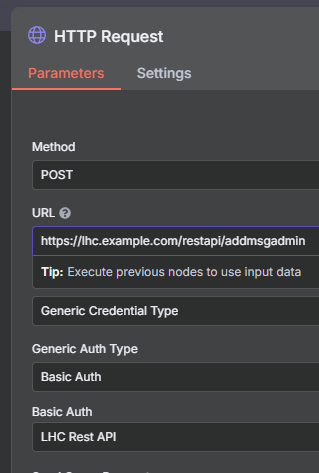 HTTP Request
Parameters
Settings
Method
POST
URL
https://lhc.example.com/restapi/addmsgadmin
Tip: Execute previous nodes to use input data
Generic Credential Type
Generic Auth Type
Basic Auth
Basic Auth
LHC Rest API